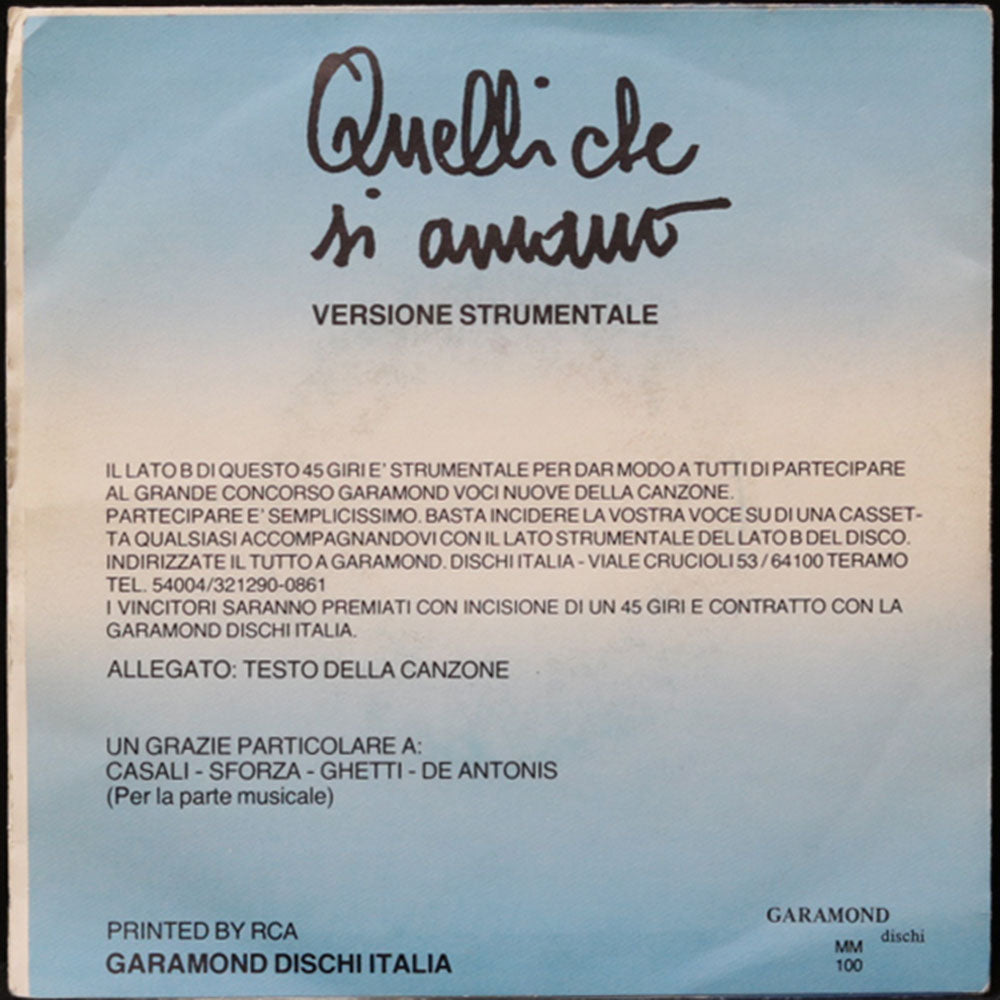 Quelli che
si amano
VERSIONE STRUMENTALE
IL LATO B DI QUESTO 45 GIRI E' STRUMENTALE PER DAR MODO A TUTTI DI PARTECIPARE
AL GRANDE CONCORSO GARAMOND VOCI NUOVE DELLA CANZONE.
PARTECIPARE E' SEMPLICISSIMO. BASTA INCIDERE LA VOSTRA VOCE SU DI UNA CASSET-
TA QUALSIASI ACCOMPAGNANDOVI CON IL LATO STRUMENTALE DEL LATO B DEL DISCO.
INDIRIZZATE IL TUTTO A GARAMOND. DISCHI ITALIA - VIALE CRUCIOLI 53 / 64100 TERAMO
TEL. 54004/321290-0861
I VINCITORI SARANNO PREMIATI CON INCISIONE DI UN 45 GIRI E CONTRATTO CON LA
GARAMOND DISCHI ITALIA.
ALLEGATO: TESTO DELLA CANZONE
UN GRAZIE PARTICOLARE A:
CASALI - SFORZA - GHETTI - DE ANTONIS
(Per la parte musicale)
PRINTED BY RCA
GARAMOND DISCHI ITALIA
GARAMOND
dischi
MM
100